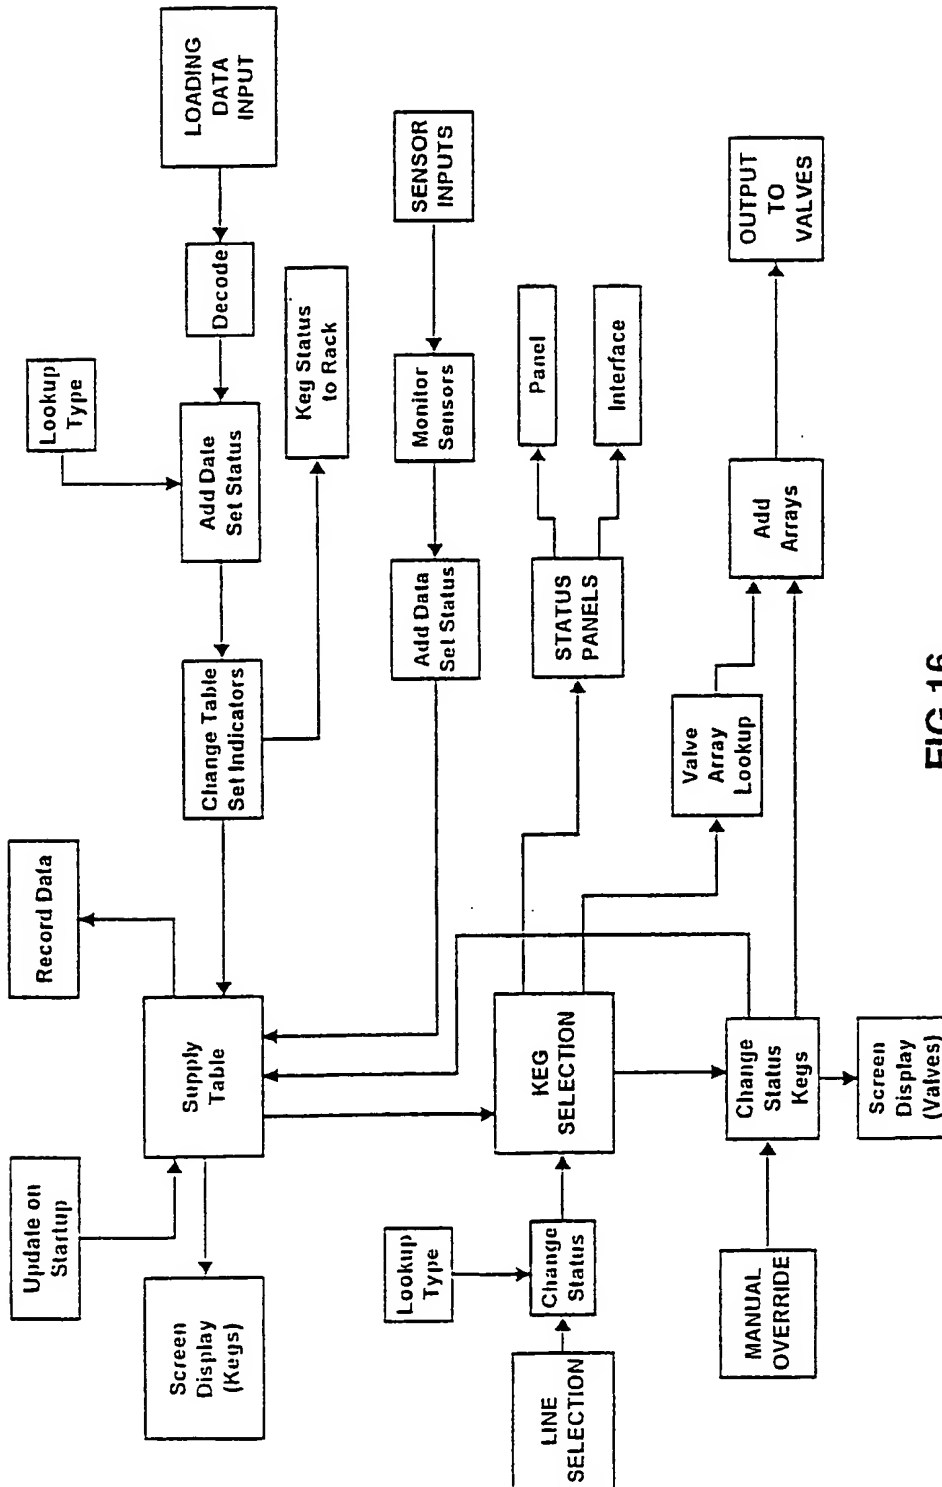 Update on
Startup
Record Data
Lookup
Type
Screen
Display
(Kegs)
Supply
Table
Change Table
Set Indicators
Add Date
Set Status
Decode
LOADING
DATA
INPUT
Keg Status
to Rack
Lookup
Type
Add Data
Set Status
Monitor
Sensors
SENSOR
INPUTS
LINE
SELECTION
Change
Status
KEG
SELECTION
STATUS
PANELS
Panel
Interface
Valve
Array
Lookup
MANUAL
OVERRIDE
Change
Status
Kegs
Add
Arrays
OUTPUT
TO
VALVES
Screen
Display
(Valves)
FIG 16